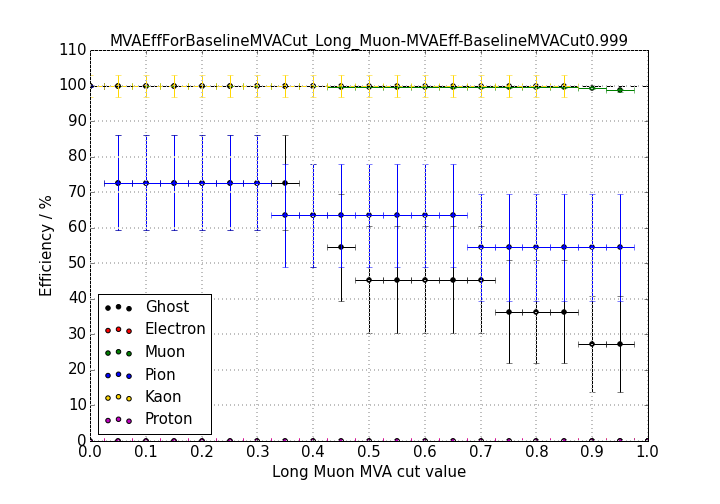 MVAEffForBaselineMVACut_Long_Muon-MVAEff-BaselineMVACut0.999
110
100
90
80
70
60
50
40
30
20
10
0
Efficiency / %
Ghost
Electron
Muon
Pion
Kaon
Proton
0.0 0.1 0.2 0.3 0.4 0.5 0.6 0.7 0.8 0.9 1.0
Long Muon MVA cut value